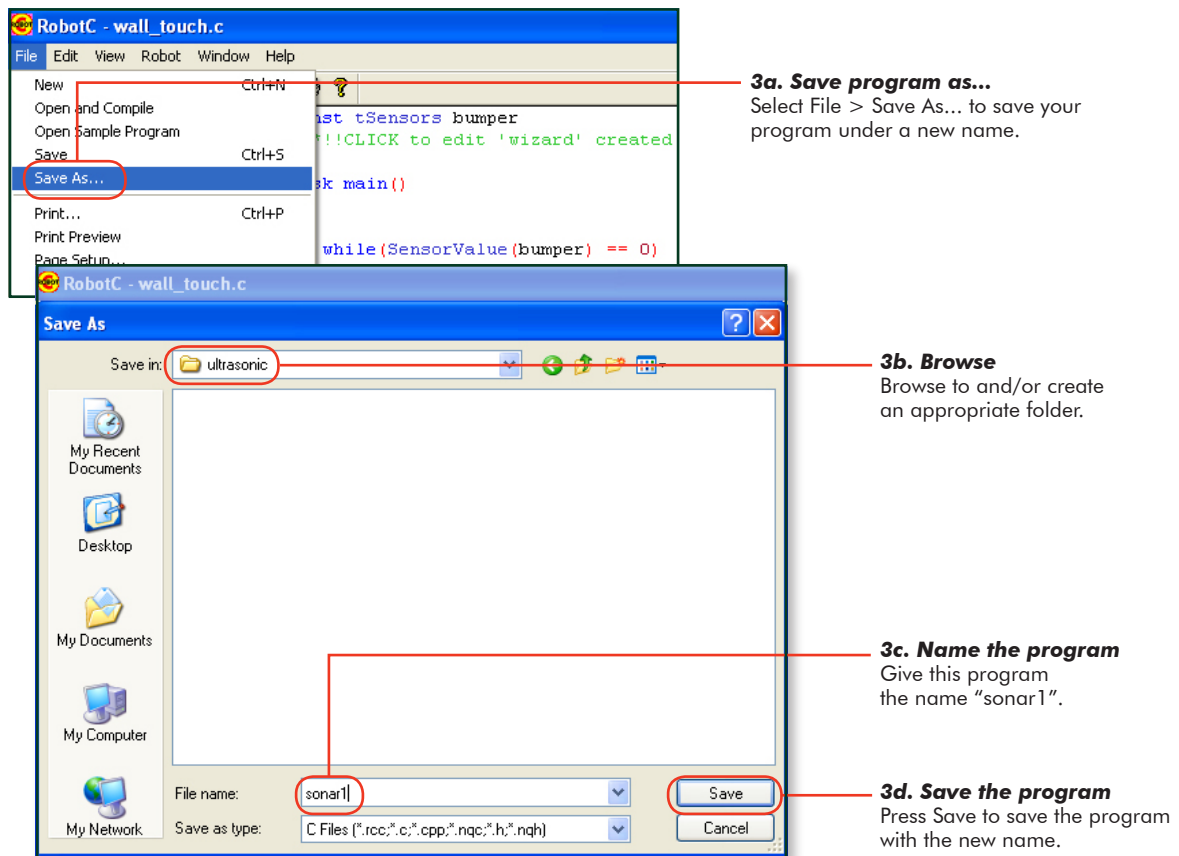 RobotC - wall_touch.c
File Edit View Robot Window Help
New Ctrl+N
Open and Compile
Open Sample Program
Save Ctrl+S
Save As...
Print... Ctrl+P
Print Preview
Page Setup...
nst tSensors bumper
*!!CLICK to edit 'wizard' created
sk main()
while(SensorValue(bumper) == 0)
3a. Save program as...
Select File > Save As... to save your
program under a new name.
RobotC - wall_touch.c
Save As
Save in: ultrasonic
3b. Browse
Browse to and/or create
an appropriate folder.
My Recent
Documents
Desktop
My Documents
My Computer
My Network
3c. Name the program
Give this program
the name “sonar1”.
File name: sonar1
Save
Save as type: C Files (*.rcc;*.c;*.cpp;*.nqc;*.h;*.nqh)
Cancel
3d. Save the program
Press Save to save the program
with the new name.